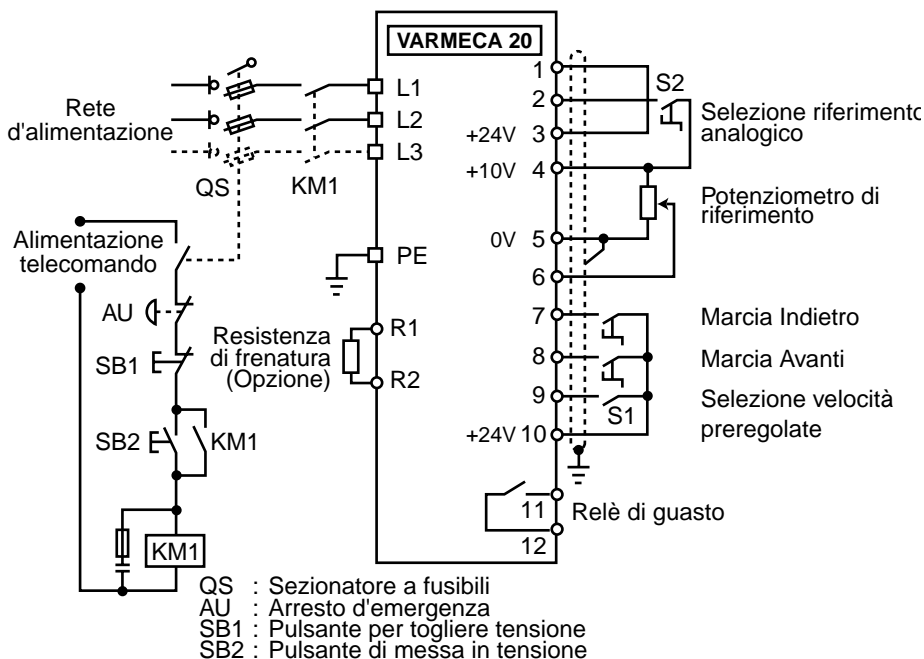 VARMECA 20
Rete
d'alimentazione
L1
L2
L3
QS
KM1
PE
Alimentazione
telecomando
AU
SB1
SB2
KM1
KM1
Resistenza
di frenatura
(Opzione)
R1
R2
1
2
+24V 3
+10V 4
0V 5
6
7
8
9
+24V 10
11
12
S2
Selezione riferimento
analogico
Potenziometro di
riferimento
Marcia Indietro
Marcia Avanti
S1
Selezione velocità
preregolate
Relè di guasto
QS : Sezionatore a fusibili
AU : Arresto d'emergenza
SB1 : Pulsante per togliere tensione
SB2 : Pulsante di messa in tensione